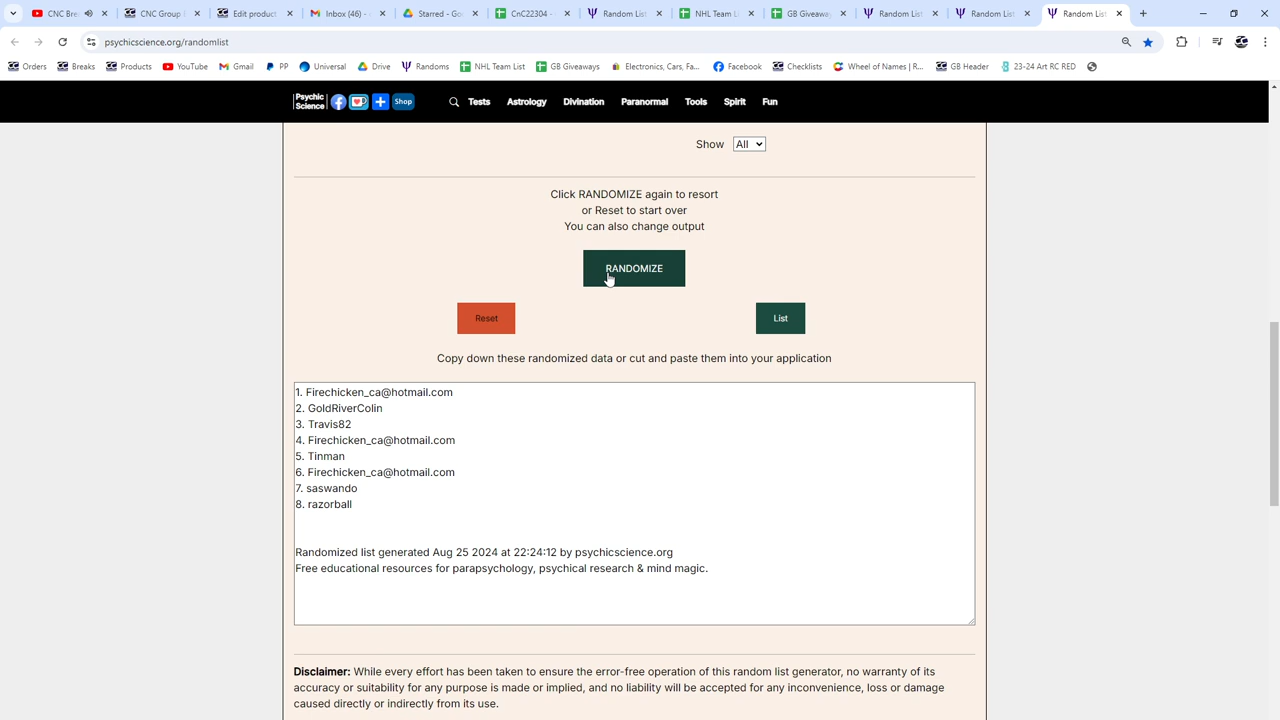 CNC Brea
CNC Group
Edit product
Inbox (46) -
Starred - Goo
CnC22304 -
Random List
NHL Team Li
GB Giveaway
Random List
Random List
Random List
psychicscience.org/randomlist
Orders
Breaks
Products
YouTube
Gmail
PP
Universal
Drive
Randoms
NHL Team List
GB Giveaways
Electronics, Cars, Fa...
Facebook
Checklists
Wheel of Names | R...
GB Header
23-24 Art RC RED
Psychic
Science
Shop
Tests
Astrology
Divination
Paranormal
Tools
Spirit
Fun
Show All
Click RANDOMIZE again to resort
or Reset to start over
You can also change output
RANDOMIZE
Reset
List
Copy down these randomized data or cut and paste them into your application
1. Firechicken_ca@hotmail.com
2. GoldRiverColin
3. Travis82
4. Firechicken_ca@hotmail.com
5. Tinman
6. Firechicken_ca@hotmail.com
7. saswando
8. razorball
Randomized list generated Aug 25 2024 at 22:24:12 by psychicscience.org
Free educational resources for parapsychology, psychical research & mind magic.
Disclaimer: While every effort has been taken to ensure the error-free operation of this random list generator, no warranty of its
accuracy or suitability for any purpose is made or implied, and no liability will be accepted for any inconvenience, loss or damage
caused directly or indirectly from its use.